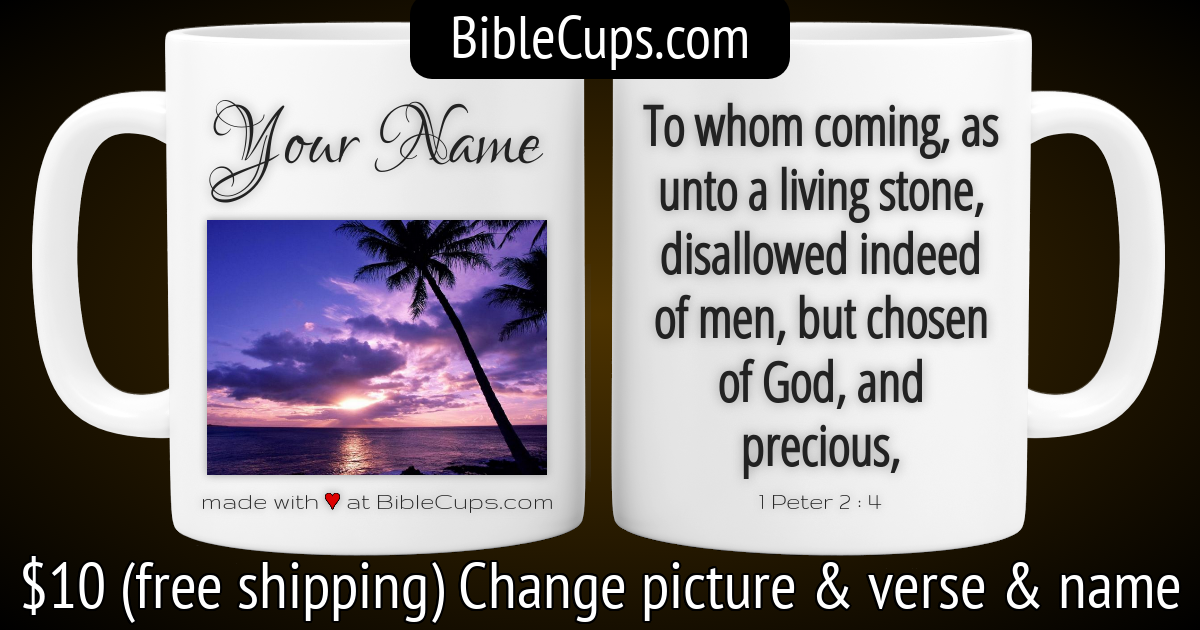 BibleCups.com
Your Name
made with ♥ at BibleCups.com
To whom coming, as
unto a living stone,
disallowed indeed
of men, but chosen
of God, and
precious,
1 Peter 2 : 4
$10 (free shipping) Change picture & verse & name